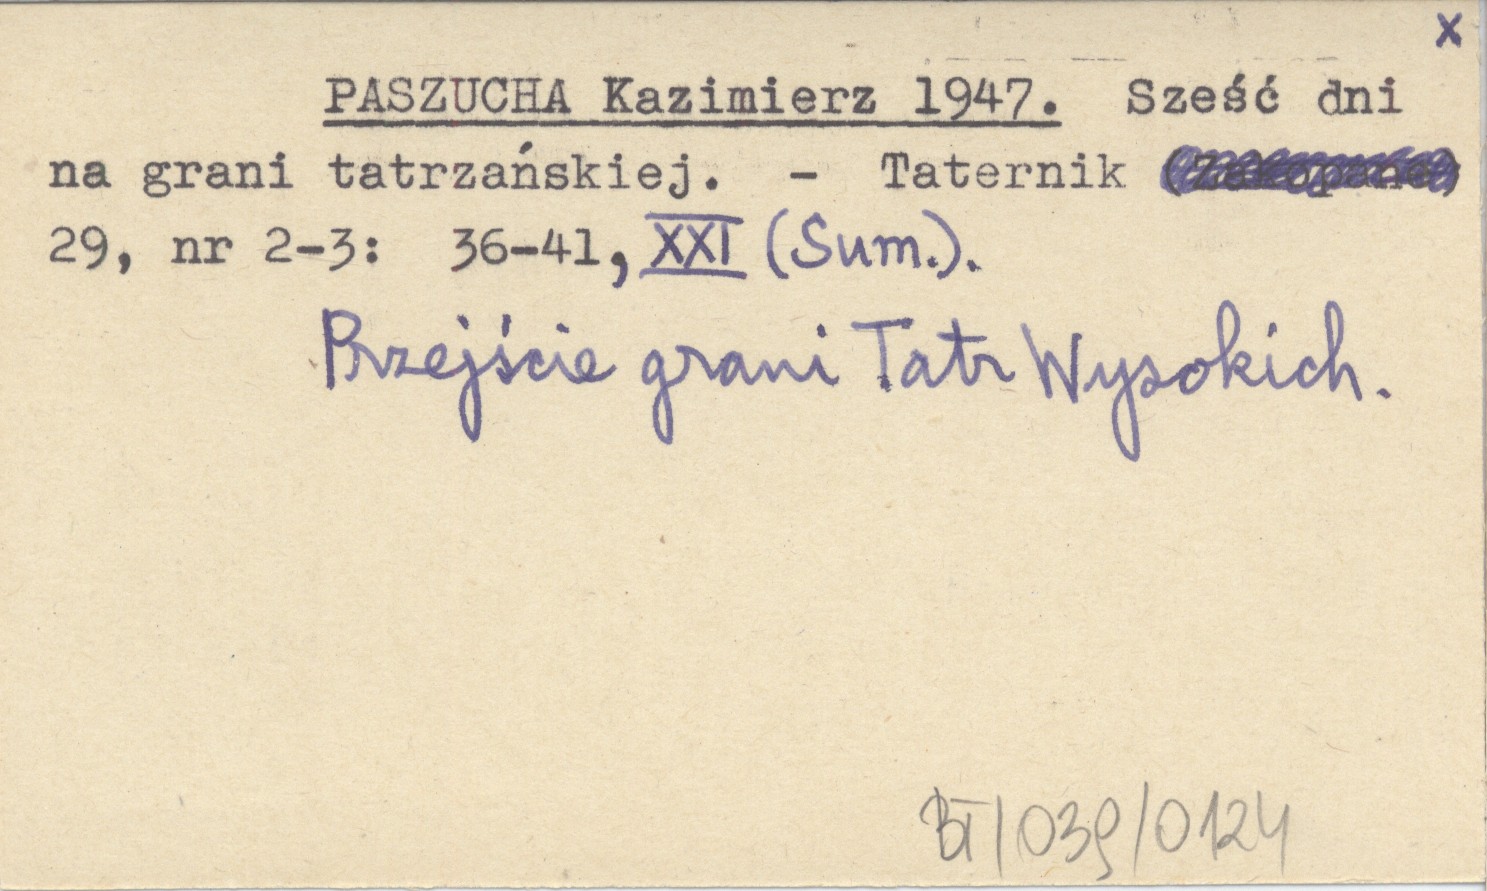 x
PASZUCHA Kazimierz 1947. Sześć dni
na grani tatrzańskiej. - Taternik (Zakopane)
29, nr 2-3: 36-41, XXI (Sum.).
Przejście grani Tatr Wysokich.
BT/039/0124